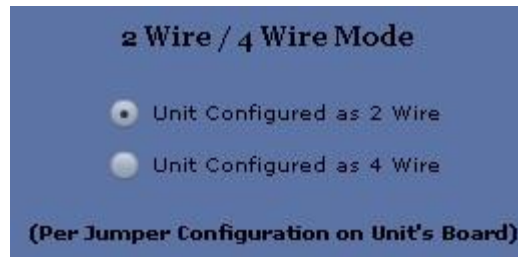 2 Wire / 4 Wire Mode
Unit Configured as 2 Wire
Unit Configured as 4 Wire
(Per Jumper Configuration on Unit's Board)